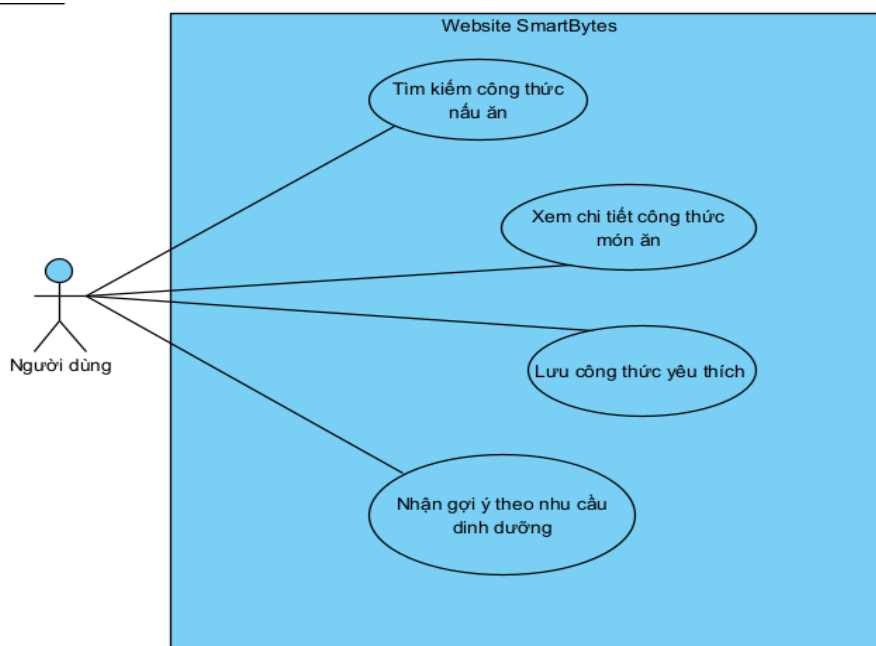 Website SmartBytes
Tìm kiếm công thức
nấu ăn
Xem chi tiết công thức
món ăn
Người dùng
Lưu công thức yêu thích
Nhận gợi ý theo nhu cầu
dinh dưỡng